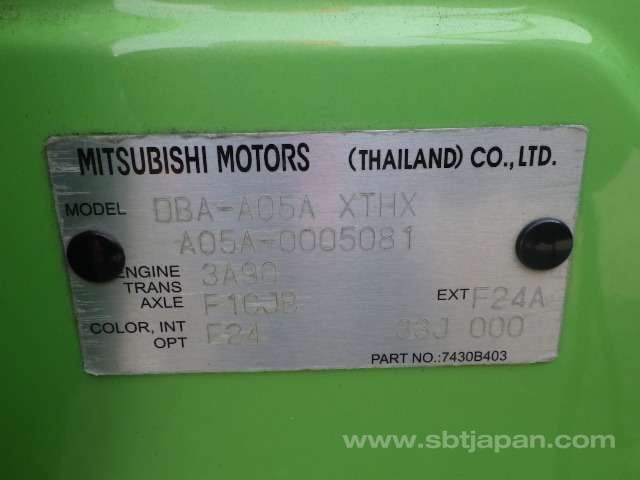 MITSUBISHI MOTORS (THAILAND) CO., LTD.
MODEL DBA-A05A XTHX
A05A-0005081
ENGINE 3A90
TRANS
AXLE F1CJB EXT F24A
COLOR, INT F24 83J 000
OPT
PART NO.:7430B403
www.sbtjapan.com